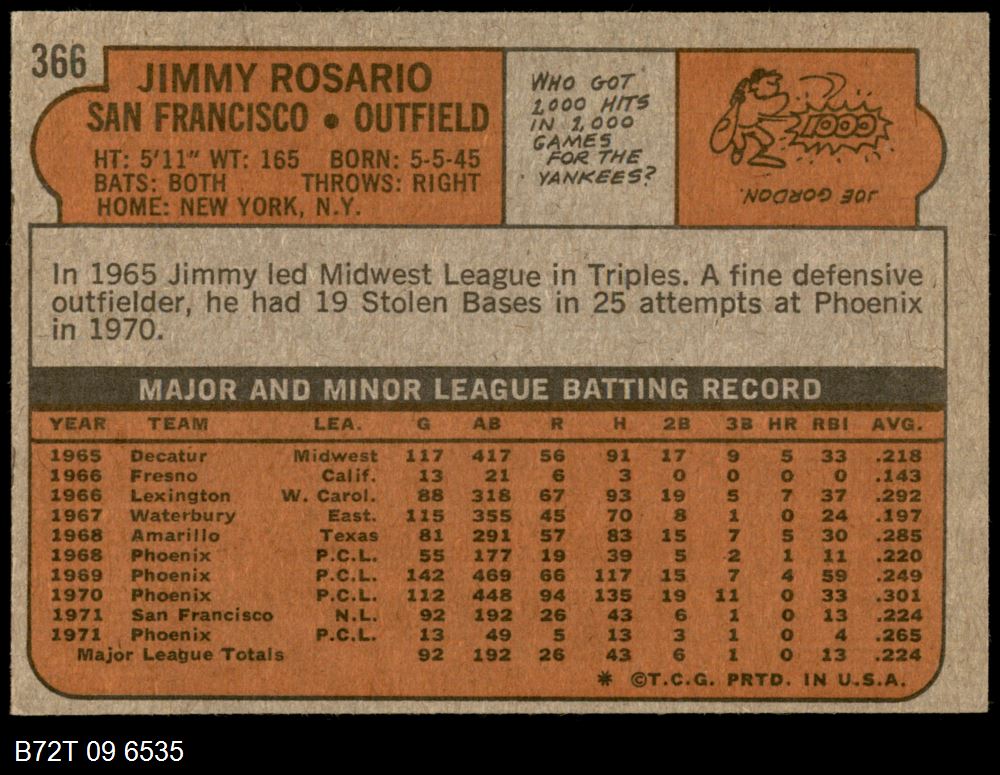 366
JIMMY ROSARIO
SAN FRANCISCO • OUTFIELD
HT: 5'11" WT: 165 BORN: 5-5-45
BATS: BOTH THROWS: RIGHT
HOME: NEW YORK, N.Y.
WHO GOT
1,000 HITS
IN 1,000
GAMES
FOR THE
YANKEES?
1000
JOE GORDON.
In 1965 Jimmy led Midwest League in Triples. A fine defensive
outfielder, he had 19 Stolen Bases in 25 attempts at Phoenix
in 1970.
MAJOR AND MINOR LEAGUE BATTING RECORD
YEAR TEAM LEA. G AB R H 2B 3B HR RBI AVG.
1965 Decatur Midwest 117 417 56 91 17 9 5 33 .218
1966 Fresno Calif. 13 21 6 3 0 0 0 0 .143
1966 Lexington W. Carol. 88 318 67 93 19 5 7 37 .292
1967 Waterbury East. 115 355 45 70 8 1 0 24 .197
1968 Amarillo Texas 81 291 57 83 15 7 5 30 .285
1968 Phoenix P.C.L. 55 177 19 39 5 2 1 11 .220
1969 Phoenix P.C.L. 142 469 66 117 15 7 4 59 .249
1970 Phoenix P.C.L. 112 448 94 135 19 11 0 33 .301
1971 San Francisco N.L. 92 192 26 43 6 1 0 13 .224
1971 Phoenix P.C.L. 13 49 5 13 3 1 0 4 .265
Major League Totals 92 192 26 43 6 1 0 13 .224
* ©T.C.G. PRTD. IN U.S.A.
B72T 09 6535